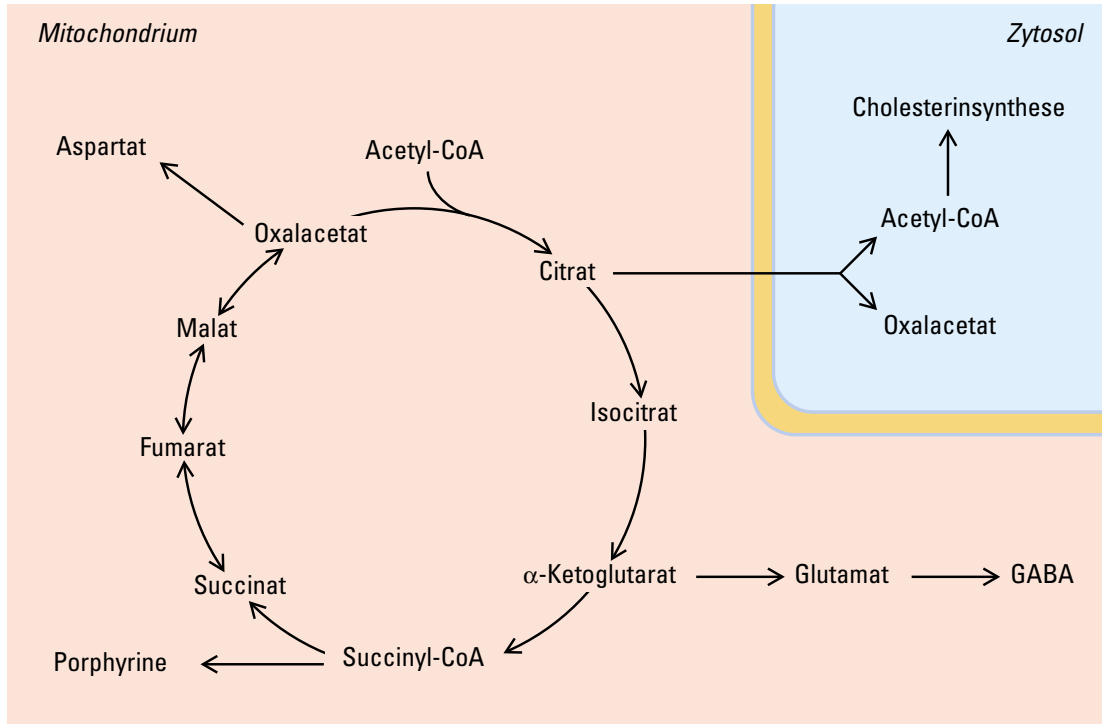 Mitochondrium
Zytosol
Cholesterinsynthese
Aspartat
Acetyl-CoA
Acetyl-CoA
Oxalacetat
Citrat
Oxalacetat
Malat
Isocitrat
Fumarat
α-Ketoglutarat
Glutamat
GABA
Succinat
Succinyl-CoA
Porphyrine